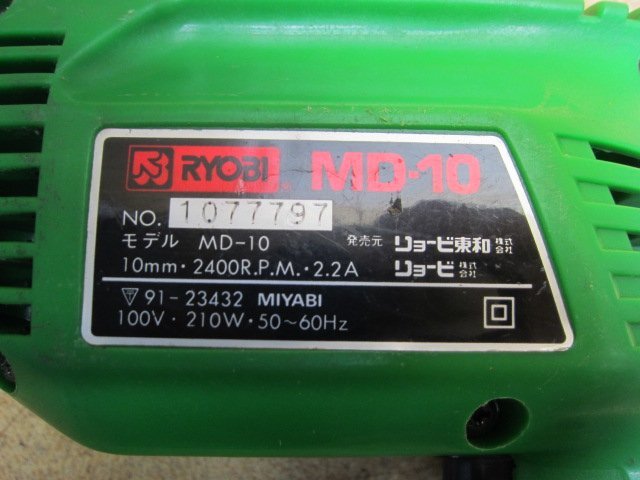 RYOBI MD-10
NO. 1077797
モデル MD-10 発売元 リョービ東和株式会社
10mm・2400R.P.M.・2.2A リョービ株式会社
▽91-23432 MIYABI
100V・210W・50~60Hz